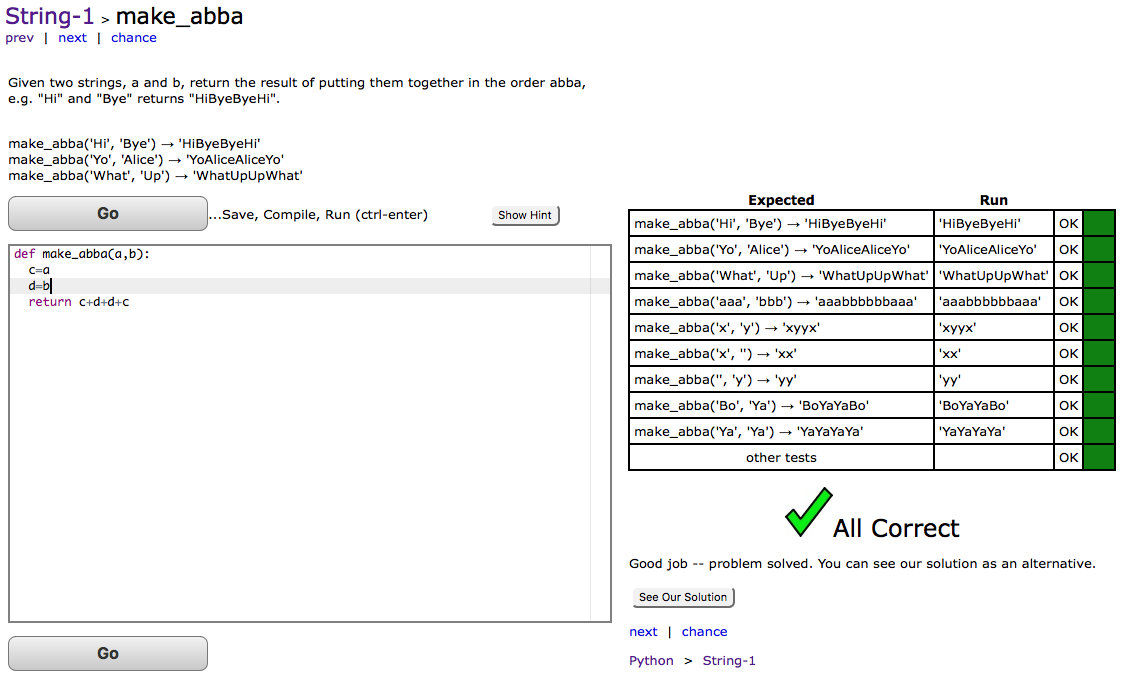 String-1 > make_abba
prev | next | chance
Given two strings, a and b, return the result of putting them together in the order abba,
e.g. "Hi" and "Bye" returns "HiByeByeHi".
make_abba('Hi', 'Bye') → 'HiByeByeHi'
make_abba('Yo', 'Alice') → 'YoAliceAliceYo'
make_abba('What', 'Up') → 'WhatUpUpWhat'
Go ...Save, Compile, Run (ctrl-enter) Show Hint
def make_abba(a,b):
  c=a
  d=b
  return c+d+d+c
Go
Expected Run
make_abba('Hi', 'Bye') → 'HiByeByeHi' 'HiByeByeHi' OK
make_abba('Yo', 'Alice') → 'YoAliceAliceYo' 'YoAliceAliceYo' OK
make_abba('What', 'Up') → 'WhatUpUpWhat' 'WhatUpUpWhat' OK
make_abba('aaa', 'bbb') → 'aaabbbbbbaaa' 'aaabbbbbbaaa' OK
make_abba('x', 'y') → 'xyyx' 'xyyx' OK
make_abba('x', '') → 'xx' 'xx' OK
make_abba('', 'y') → 'yy' 'yy' OK
make_abba('Bo', 'Ya') → 'BoYaYaBo' 'BoYaYaBo' OK
make_abba('Ya', 'Ya') → 'YaYaYaYa' 'YaYaYaYa' OK
other tests OK
All Correct
Good job -- problem solved. You can see our solution as an alternative.
See Our Solution
next | chance
Python > String-1